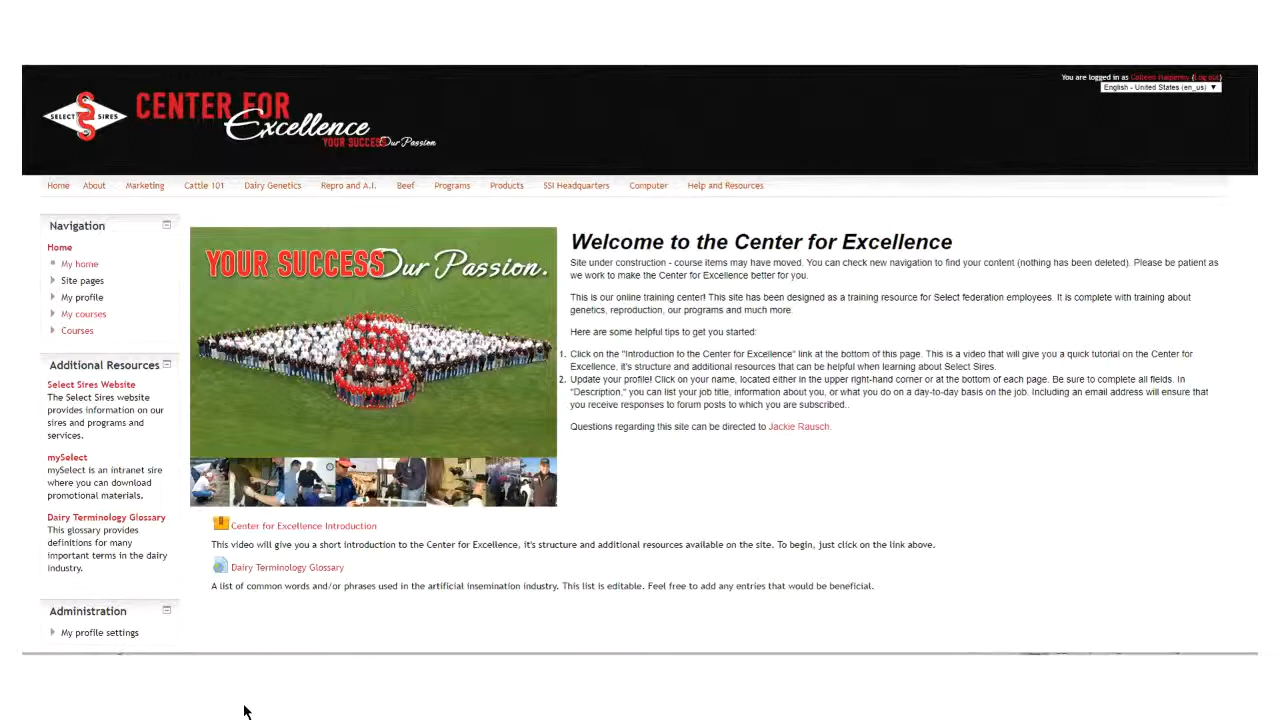 You are logged in as Colleen Halpenny (Log out)
English - United States (en_us)
SELECT SIRES
CENTER FOR
Excellence
YOUR SUCCESS Our Passion
Home About Marketing Cattle 101 Dairy Genetics Repro and A.I. Beef Programs Products SSI Headquarters Computer Help and Resources
Navigation
Home
My home
Site pages
My profile
My courses
Courses
Additional Resources
Select Sires Website
The Select Sires website
provides information on our
sires and programs and
services.
mySelect
mySelect is an intranet sire
where you can download
promotional materials.
Dairy Terminology Glossary
This glossary provides
definitions for many
important terms in the dairy
industry.
Administration
My profile settings
YOUR SUCCESS Our Passion.
Welcome to the Center for Excellence
Site under construction - course items may have moved. You can check new navigation to find your content (nothing has been deleted). Please be patient as
we work to make the Center for Excellence better for you.
This is our online training center! This site has been designed as a training resource for Select federation employees. It is complete with training about
genetics, reproduction, our programs and much more.
Here are some helpful tips to get you started:
1. Click on the "Introduction to the Center for Excellence" link at the bottom of this page. This is a video that will give you a quick tutorial on the Center for
Excellence, it's structure and additional resources that can be helpful when learning about Select Sires.
2. Update your profile! Click on your name, located either in the upper right-hand corner or at the bottom of each page. Be sure to complete all fields. In
"Description," you can list your job title, information about you, or what you do on a day-to-day basis on the job. Including an email address will ensure that
you receive responses to forum posts to which you are subscribed..
Questions regarding this site can be directed to Jackie Rausch.
Center for Excellence Introduction
This video will give you a short introduction to the Center for Excellence, it's structure and additional resources available on the site. To begin, just click on the link above.
Dairy Terminology Glossary
A list of common words and/or phrases used in the artificial insemination industry. This list is editable. Feel free to add any entries that would be beneficial.